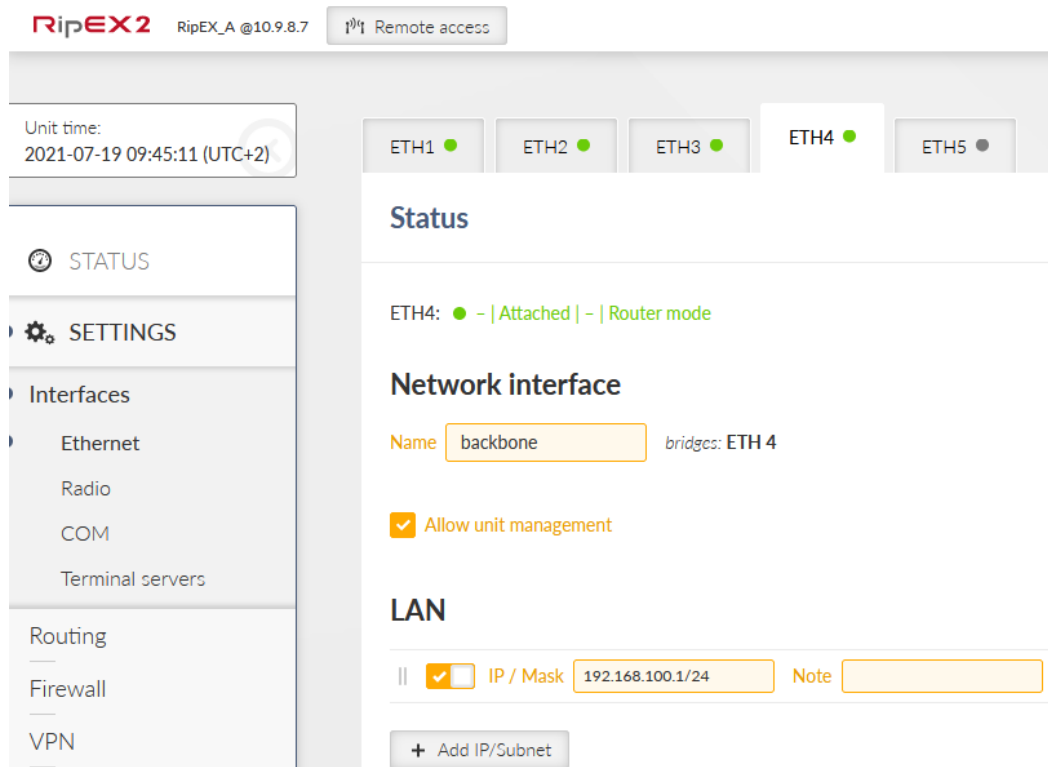 RipEX2 RipEX_A @10.9.8.7 Remote access
Unit time:
2021-07-19 09:45:11 (UTC+2)
ETH1 ETH2 ETH3 ETH4 ETH5
Status
STATUS
ETH4: – | Attached | – | Router mode
SETTINGS
Network interface
Interfaces
Name backbone bridges: ETH 4
Ethernet
Radio
Allow unit management
COM
Terminal servers
LAN
Routing
IP / Mask 192.168.100.1/24 Note
Firewall
VPN
+ Add IP/Subnet